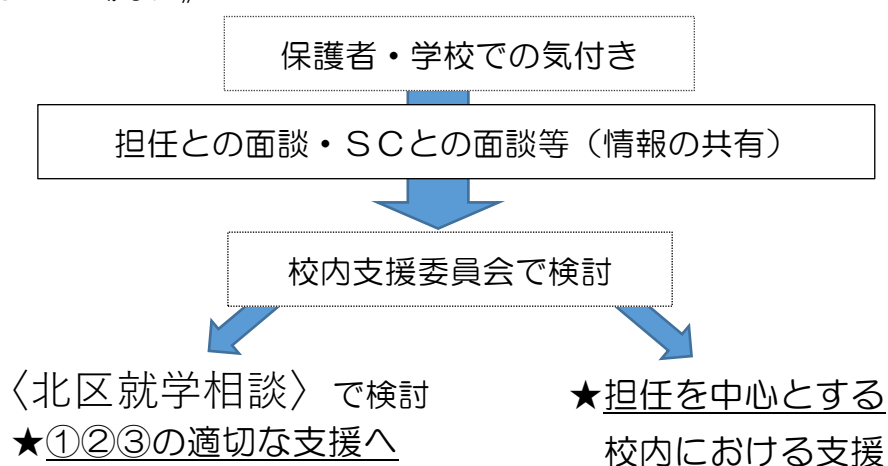 保護者・学校での気付き
担任との面談・ＳＣとの面談等（情報の共有）
校内支援委員会で検討
〈北区就学相談〉で検討
★①②③の適切な支援へ
★担任を中心とする
校内における支援